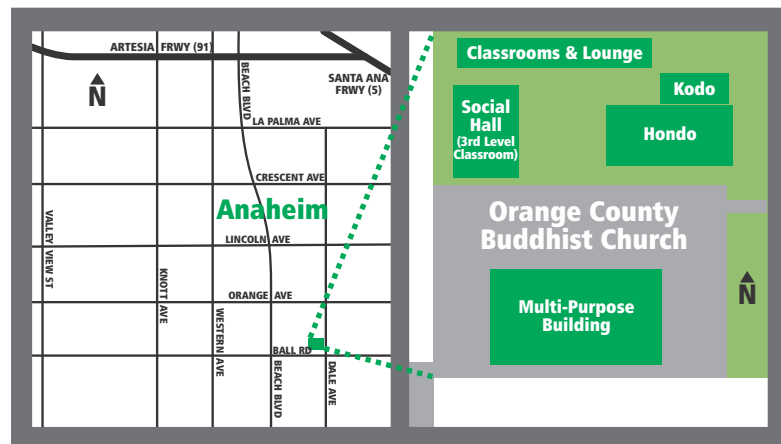 ARTESIA FRWY (91)
BEACH BLVD
SANTA ANA
FRWY (5)
N
LA PALMA AVE
CRESCENT AVE
Anaheim
VALLEY VIEW ST
LINCOLN AVE
KNOTT AVE
ORANGE AVE
WESTERN AVE
BALL RD
BEACH BLVD
DALE AVE
Classrooms & Lounge
Kodo
Social
Hall
(3rd Level
Classroom)
Hondo
Orange County
Buddhist Church
N
Multi-Purpose
Building